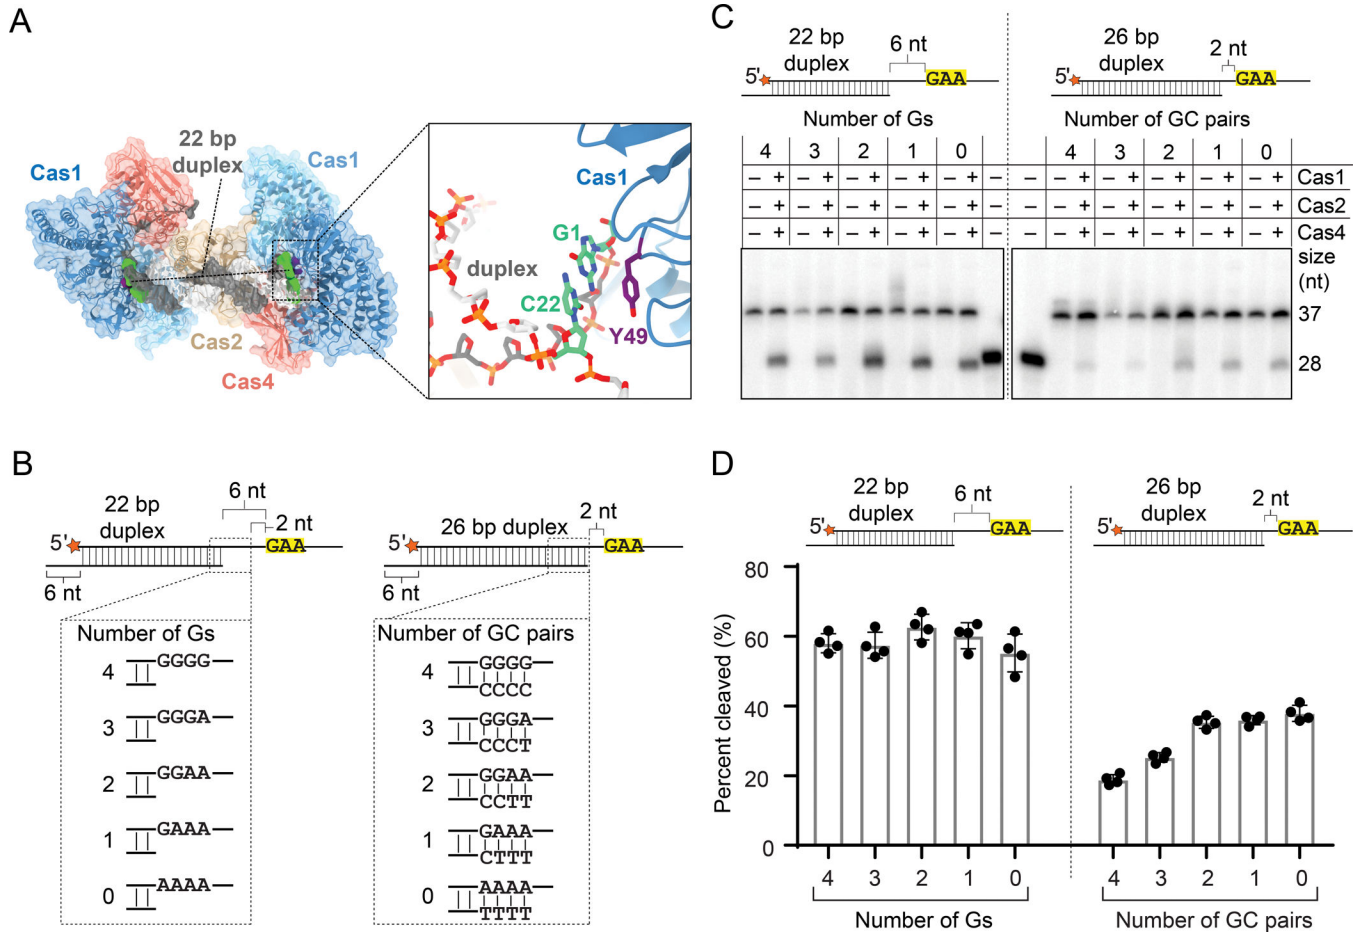 A
22 bp
duplex
Cas1
Cas1
Cas2
Cas4
Cas1
G1
duplex
C22
Y49
B
6 nt
22 bp
duplex
2 nt
5'
GAA
6 nt
Number of Gs
4 GGGG
3 GGGA
2 GGAA
1 GAAA
0 AAAA
2 nt
26 bp duplex
5'
GAA
6 nt
Number of GC pairs
4 GGGG
CCCC
3 GGGA
CCCT
2 GGAA
CCTT
1 GAAA
CTTT
0 AAAA
TTTT
C
22 bp
duplex
6 nt
5'
GAA
Number of Gs
4 3 2 1 0
26 bp
duplex
2 nt
5'
GAA
Number of GC pairs
4 3 2 1 0
– + – + – + – + – + – – – + – + – + – + – + Cas1
– + – + – + – + – + – – – + – + – + – + – + Cas2
– + – + – + – + – + – – – + – + – + – + – + Cas4
size
(nt)
37
28
D
22 bp
duplex
6 nt
5'
GAA
26 bp
duplex
2 nt
5'
GAA
Percent cleaved (%)
80
60
40
20
0
4 3 2 1 0
Number of Gs
4 3 2 1 0
Number of GC pairs